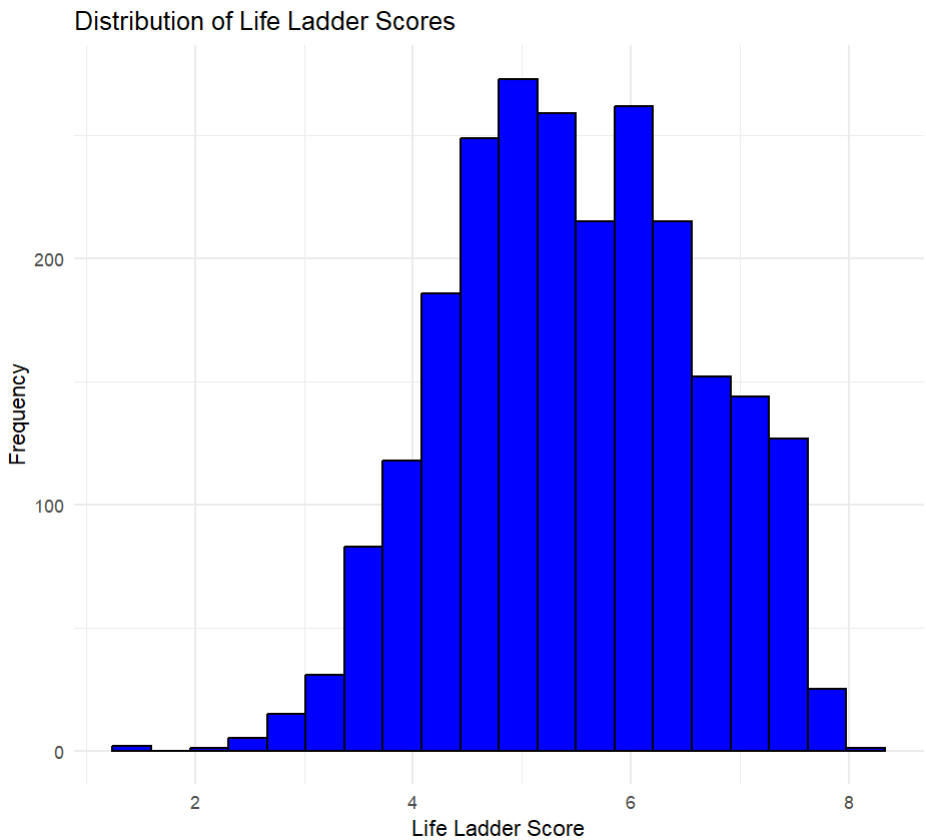 Distribution of Life Ladder Scores
Frequency
200
100
0
2 4 6 8
Life Ladder Score